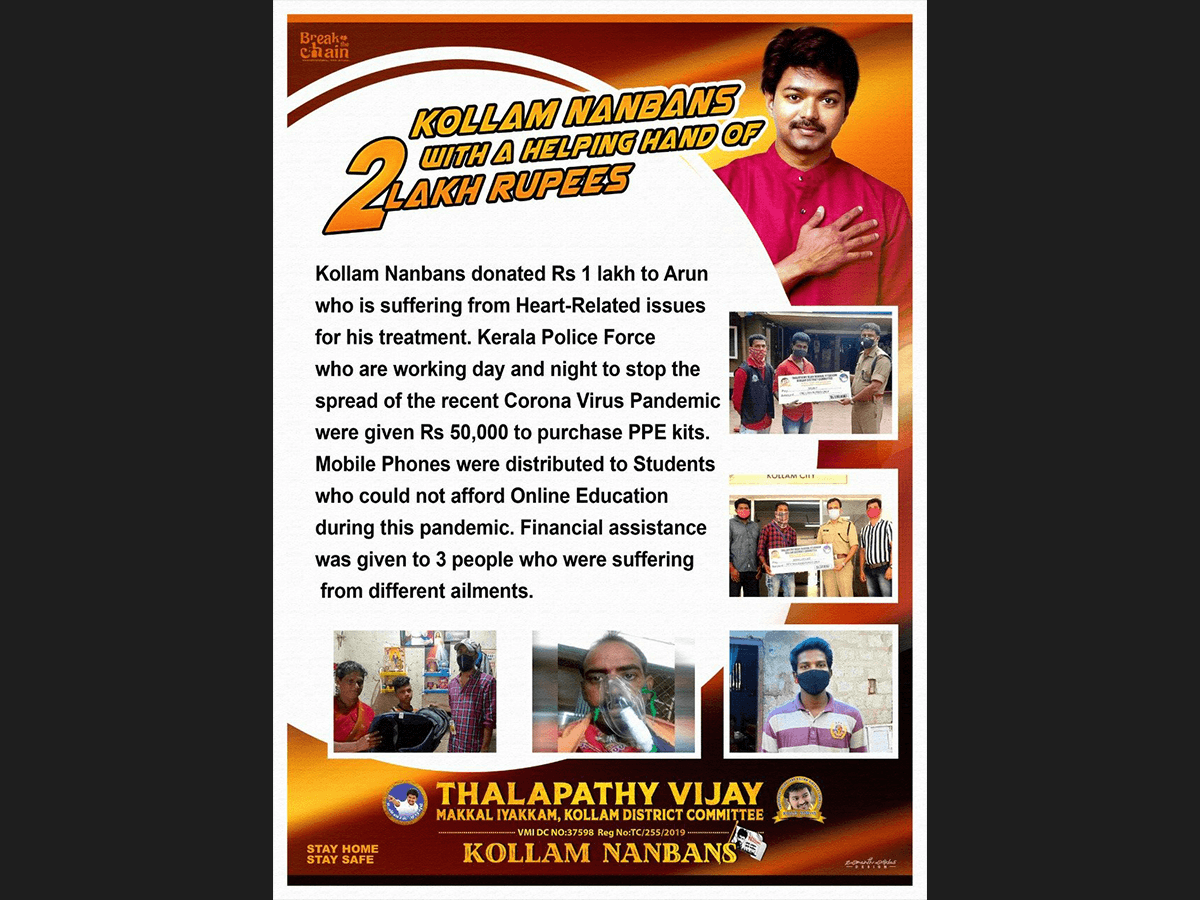 Break the chain
KOLLAM NANBANS
WITH A HELPING HAND OF
2 LAKH RUPEES
Kollam Nanbans donated Rs 1 lakh to Arun
who is suffering from Heart-Related issues
for his treatment. Kerala Police Force
who are working day and night to stop the
spread of the recent Corona Virus Pandemic
were given Rs 50,000 to purchase PPE kits.
Mobile Phones were distributed to Students
who could not afford Online Education
during this pandemic. Financial assistance
was given to 3 people who were suffering
from different ailments.
KOLLAM CITY
THALAPATHY VIJAY
MAKKAL IYAKKAM, KOLLAM DISTRICT COMMITTEE
VMI DC NO:37598 Reg No:TC/255/2019
KOLLAM NANBANS
STAY HOME
STAY SAFE
DESIGN